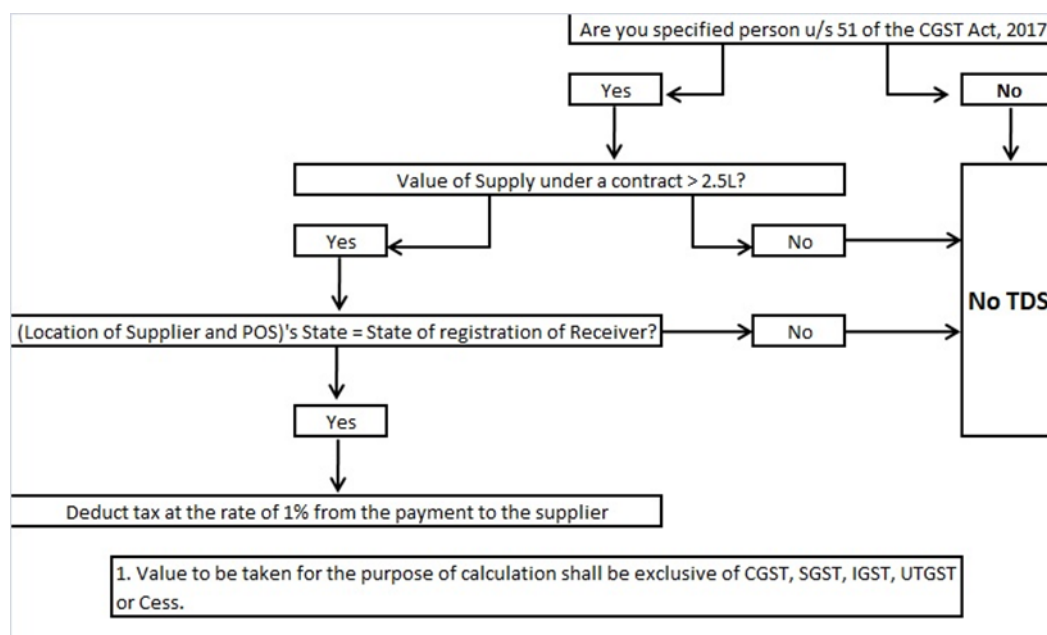 Are you specified person u/s 51 of the CGST Act, 2017
Yes
No
Value of Supply under a contract > 2.5L?
Yes
No
No TDS
(Location of Supplier and POS)'s State = State of registration of Receiver?
No
Yes
Deduct tax at the rate of 1% from the payment to the supplier
1. Value to be taken for the purpose of calculation shall be exclusive of CGST, SGST, IGST, UTGST
or Cess.